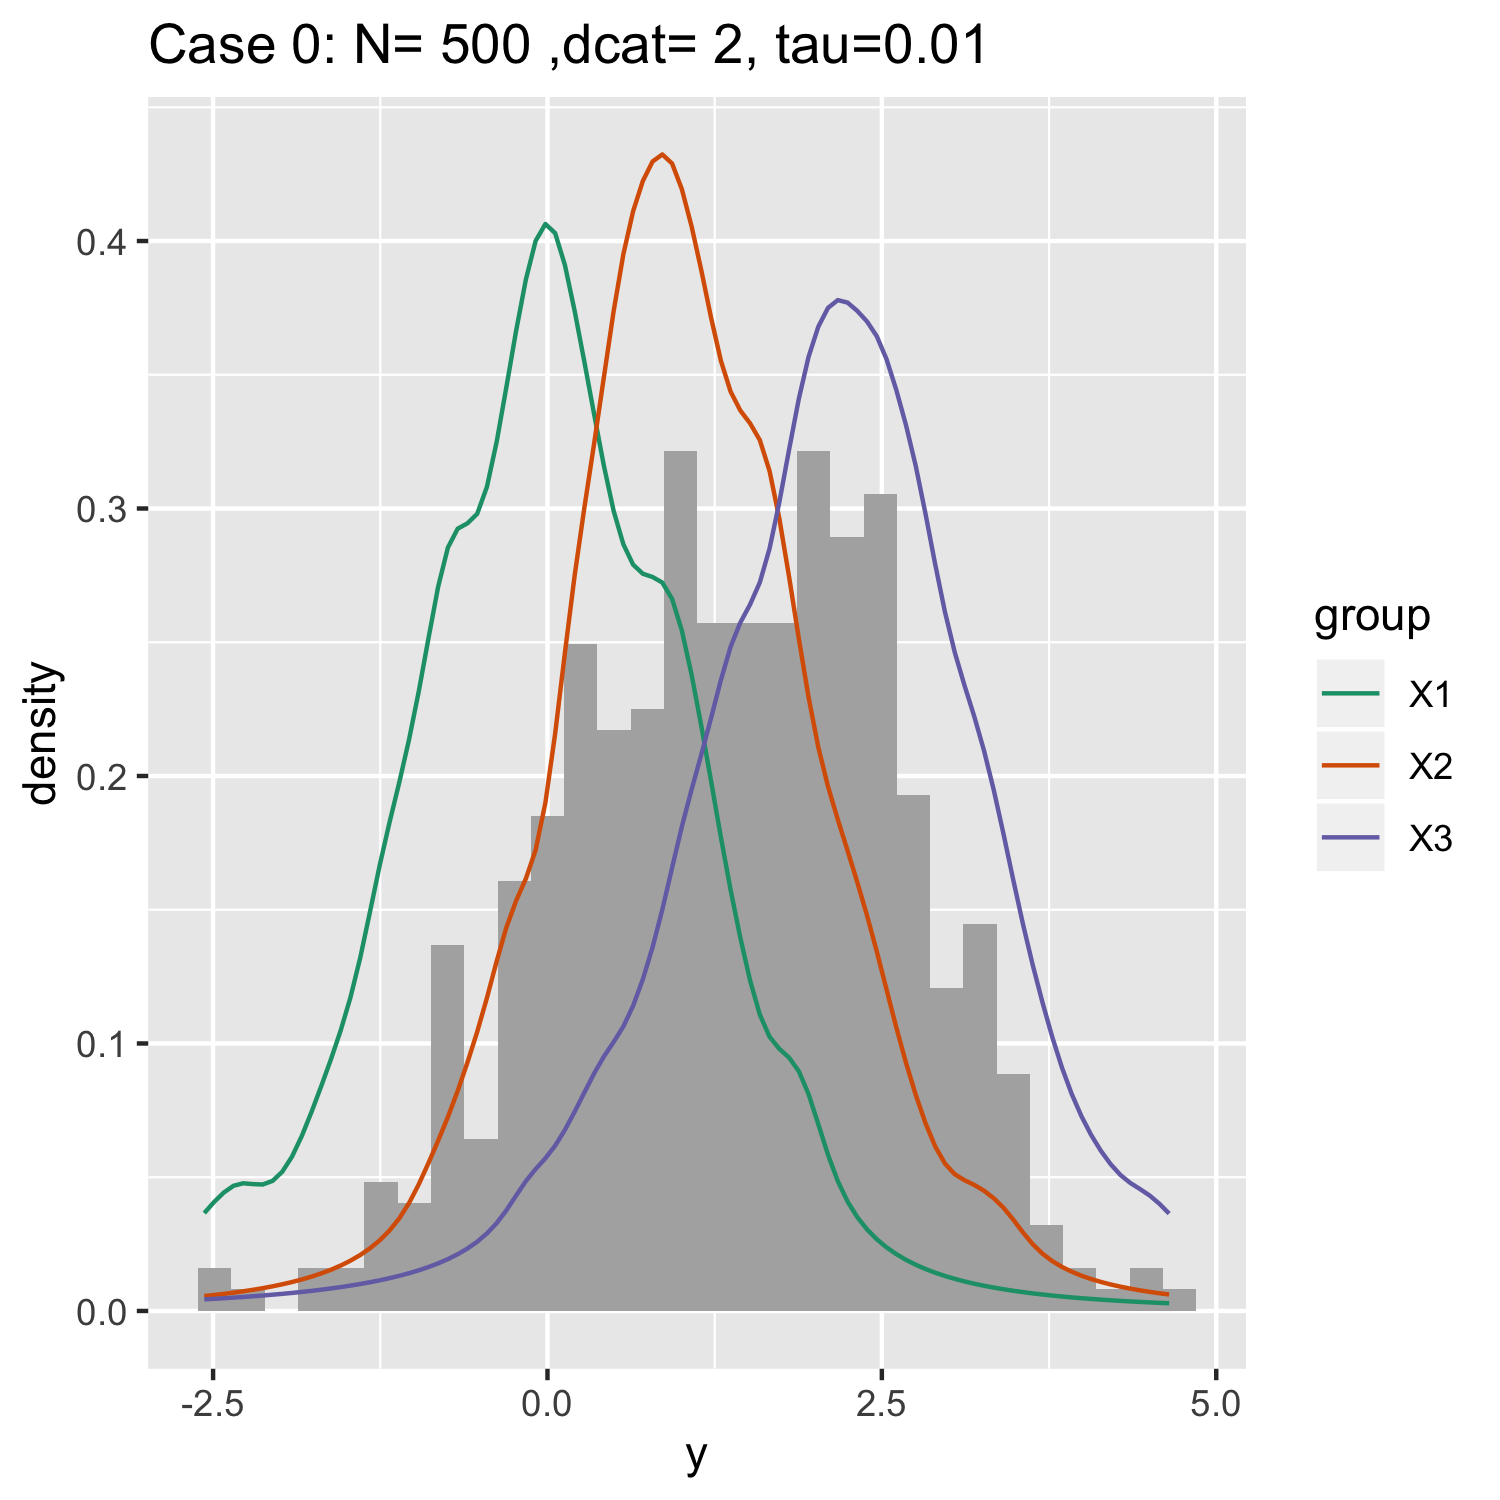 Case 0: N= 500 ,dcat= 2, tau=0.01
density
0.4
0.3
0.2
0.1
0.0
-2.5 0.0 2.5 5.0
y
group
X1
X2
X3